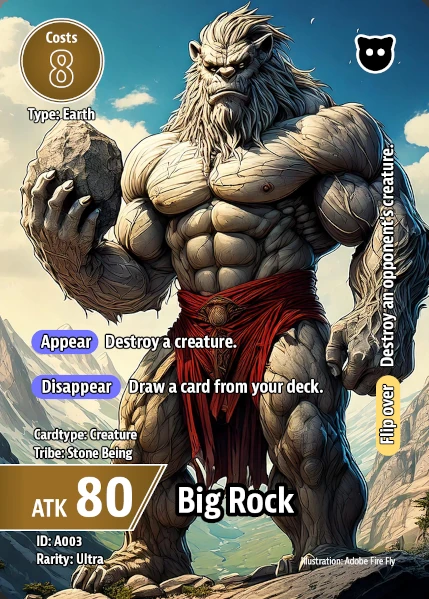 Costs
8
Type: Earth
Appear Destroy a creature.
Disappear Draw a card from your deck.
Flip over Destroy an opponent's creature.
Cardtype: Creature
Tribe: Stone Being
ATK 80
Big Rock
ID: A003
Rarity: Ultra
Illustration: Adobe Fire Fly